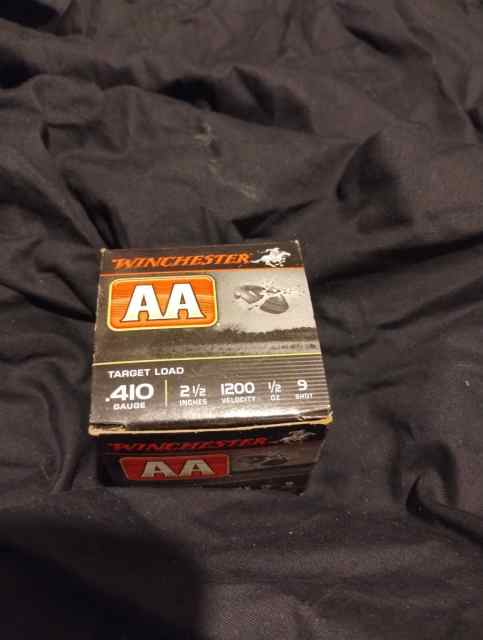 WINCHESTER
AA
TARGET LOAD
.410 2 1/2 1200 1/2 9
GAUGE INCHES VELOCITY OZ SHOT
WINCHESTER
AA